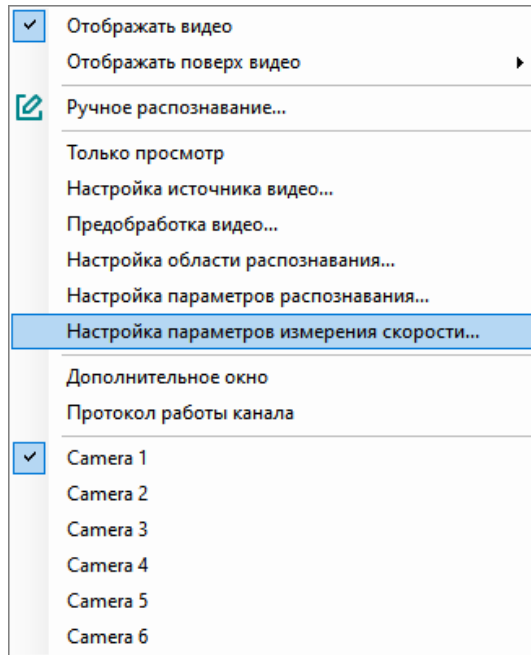 Отображать видео
Отображать поверх видео
Ручное распознавание...
Только просмотр
Настройка источника видео...
Предобработка видео...
Настройка области распознавания...
Настройка параметров распознавания...
Настройка параметров измерения скорости...
Дополнительное окно
Протокол работы канала
Camera 1
Camera 2
Camera 3
Camera 4
Camera 5
Camera 6